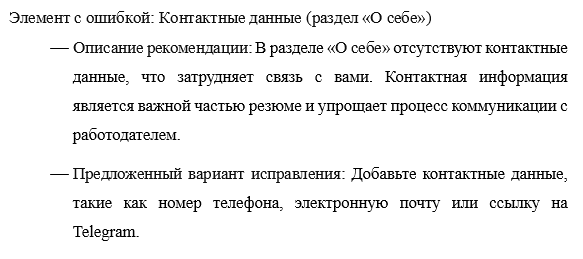 Элемент с ошибкой: Контактные данные (раздел «О себе»)
— Описание рекомендации: В разделе «О себе» отсутствуют контактные
данные, что затрудняет связь с вами. Контактная информация
является важной частью резюме и упрощает процесс коммуникации с
работодателем.
— Предложенный вариант исправления: Добавьте контактные данные,
такие как номер телефона, электронную почту или ссылку на
Telegram.